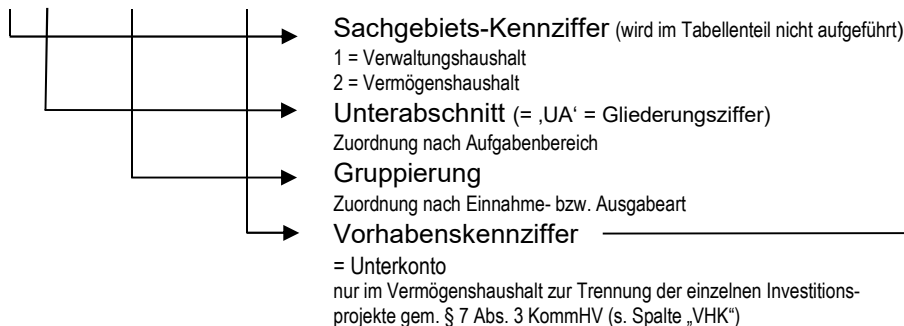 Sachgebiets-Kennziffer (wird im Tabellenteil nicht aufgeführt)
1 = Verwaltungshaushalt
2 = Vermögenshaushalt
Unterabschnitt (= ‚UA‘ = Gliederungsziffer)
Zuordnung nach Aufgabenbereich
Gruppierung
Zuordnung nach Einnahme- bzw. Ausgabeart
Vorhabenskennziffer
= Unterkonto
nur im Vermögenshaushalt zur Trennung der einzelnen Investitions-
projekte gem. § 7 Abs. 3 KommHV (s. Spalte „VHK“)